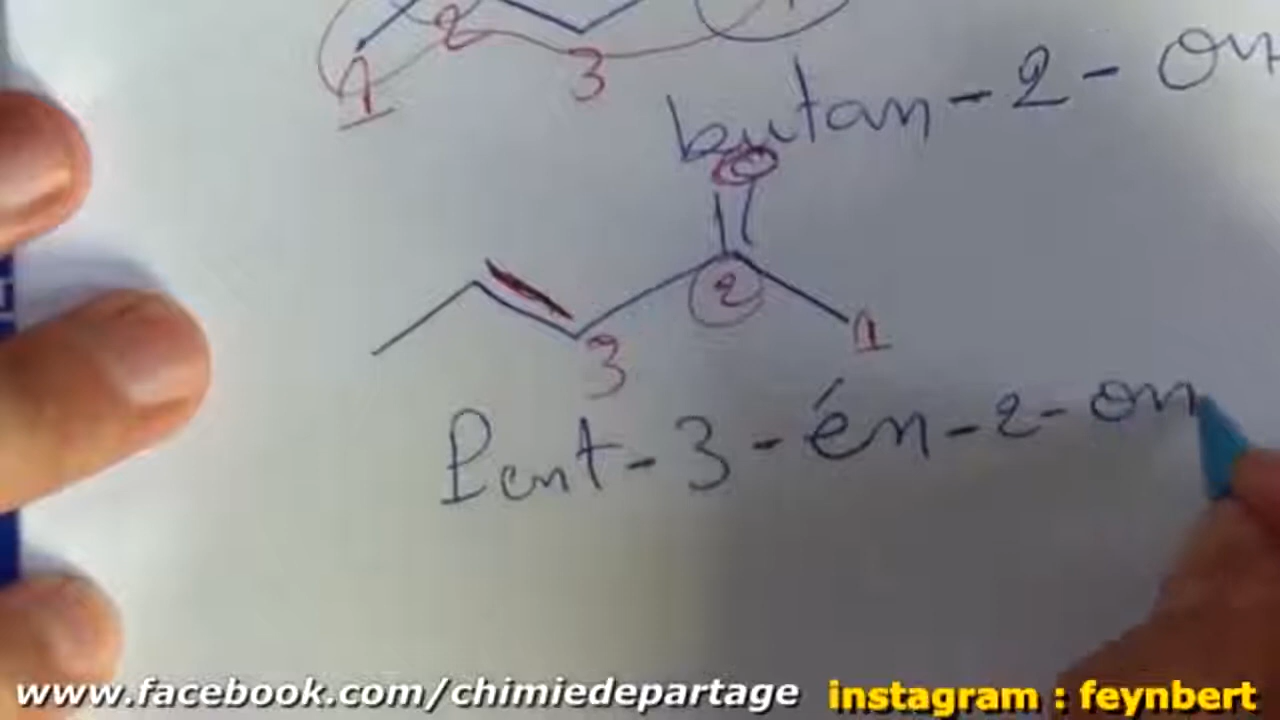 2
1 3
butan-2-on
O
2
1
3
Pent-3-én-2-on
www.facebook.com/chimiedepartage instagram : feynbert